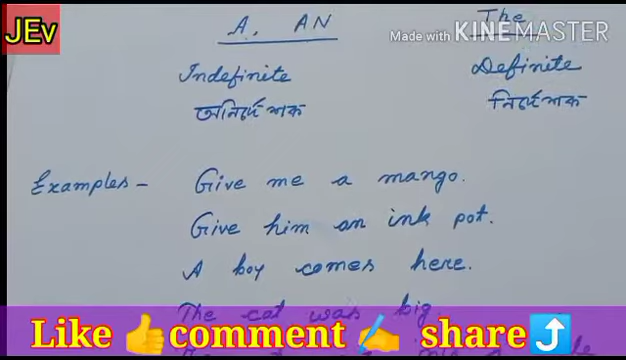 JEv
A, AN The
Made with KINEMASTER
Indefinite Definite
অনির্দেশক নির্দেশক
Examples - Give me a mango.
Give him an ink pot.
A boy comes here.
The cat was big.
Like 👍 comment ✍ share ⤴